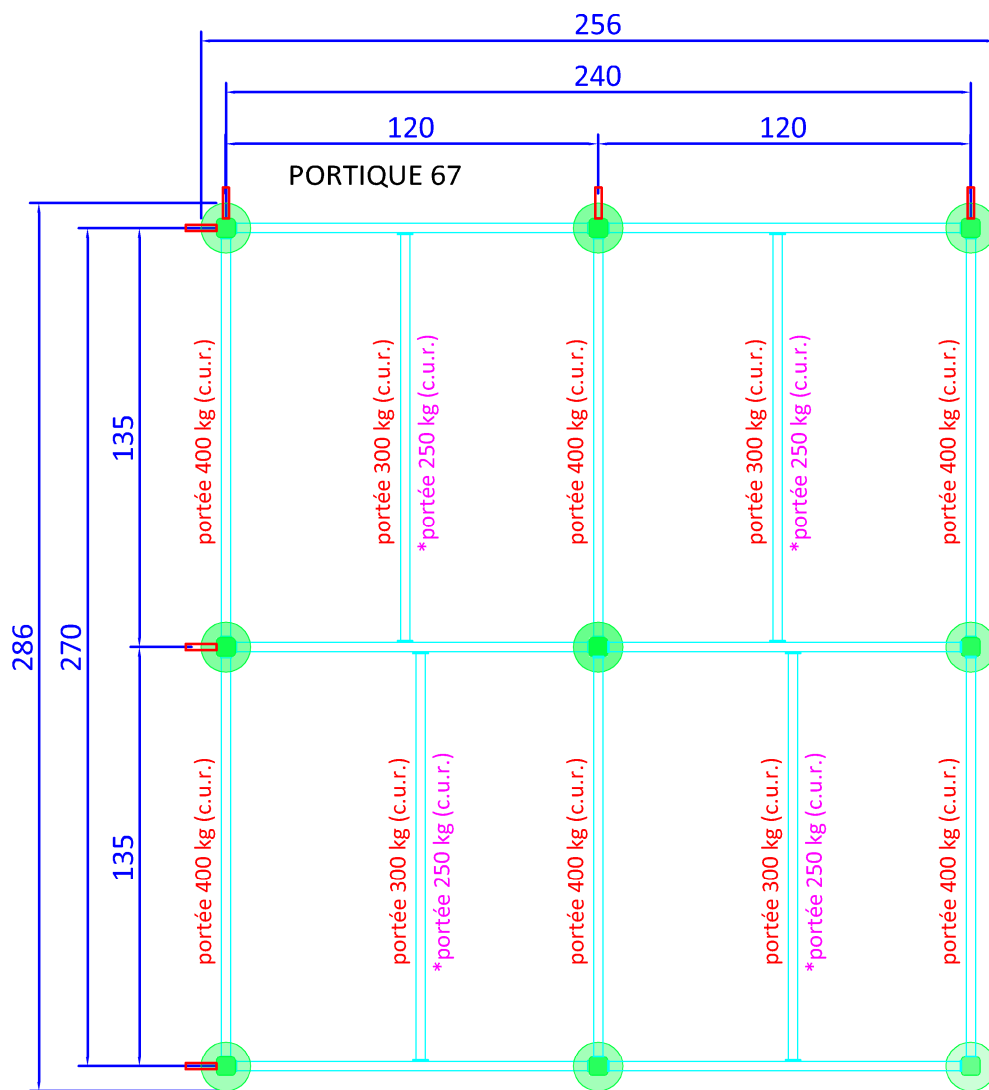 256
240
120
120
PORTIQUE 67
286
270
135
135
portée 400 kg (c.u.r.)
portée 300 kg (c.u.r.)
*portée 250 kg (c.u.r.)
portée 400 kg (c.u.r.)
portée 300 kg (c.u.r.)
*portée 250 kg (c.u.r.)
portée 400 kg (c.u.r.)
portée 400 kg (c.u.r.)
portée 300 kg (c.u.r.)
*portée 250 kg (c.u.r.)
portée 400 kg (c.u.r.)
portée 300 kg (c.u.r.)
*portée 250 kg (c.u.r.)
portée 400 kg (c.u.r.)